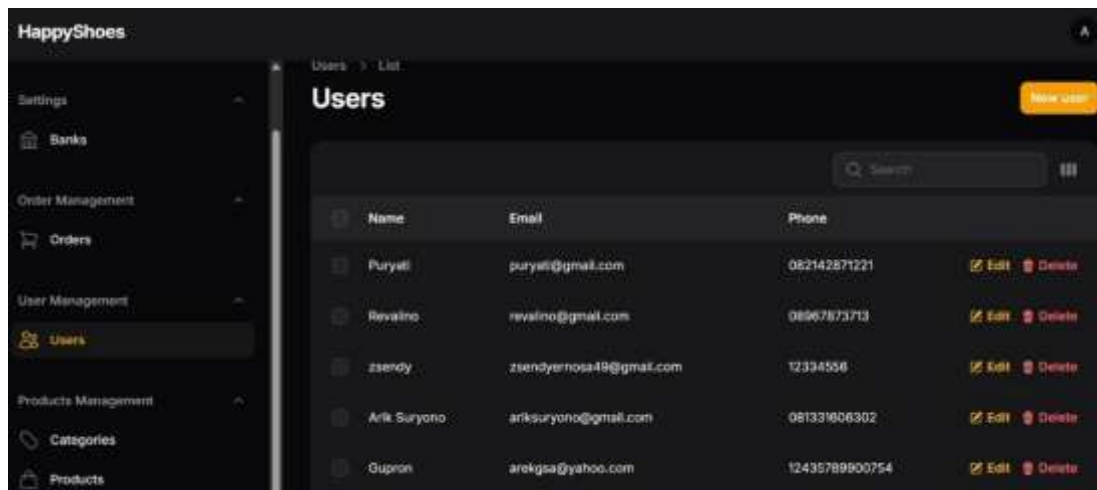 HappyShoes
A
Settings
Banks
Order Management
Orders
User Management
Users
Products Management
Categories
Products
Users > List
Users
New user
Search
Name Email Phone
Puryati puryati@gmail.com 082142871221 Edit Delete
Revalino revalino@gmail.com 08967873713 Edit Delete
zsendy zsendyernosa49@gmail.com 12334556 Edit Delete
Arik Suryono ariksuryono@gmail.com 081331606302 Edit Delete
Gupron arekgsa@yahoo.com 12435789900754 Edit Delete